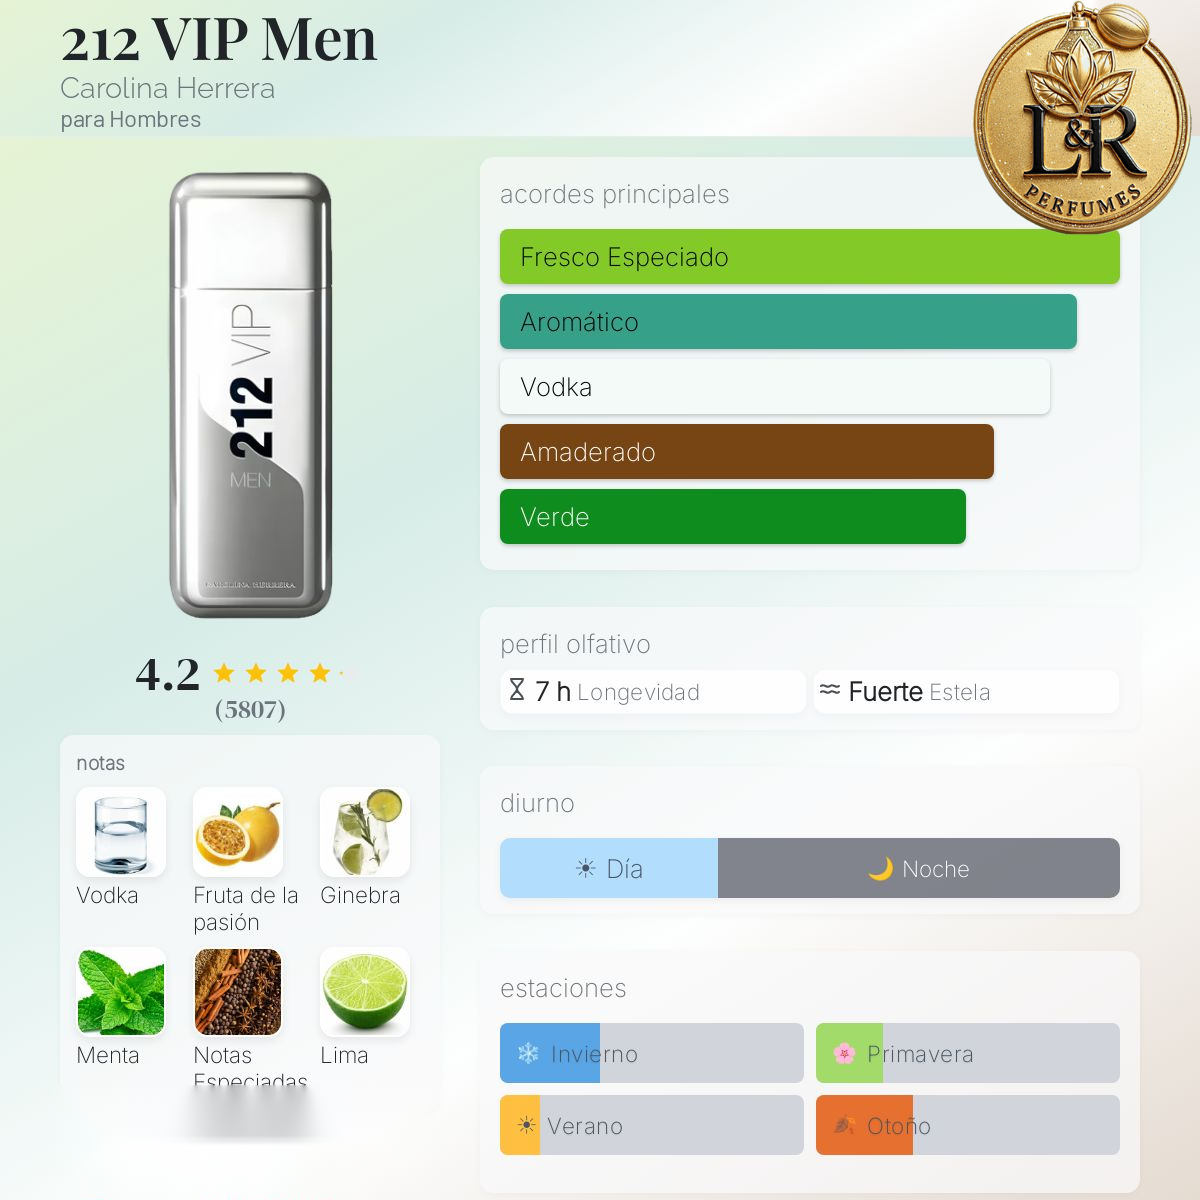 212 VIP Men
Carolina Herrera
para Hombres
L&R
PERFUMES
212 VIP
MEN
CAROLINA HERRERA
4.2
(5807)
notas
Vodka
Fruta de la
pasión
Ginebra
Menta
Notas
Especiadas
Lima
acordes principales
Fresco Especiado
Aromático
Vodka
Amaderado
Verde
perfil olfativo
7 h Longevidad
Fuerte Estela
diurno
Día
Noche
estaciones
Invierno
Primavera
Verano
Otoño